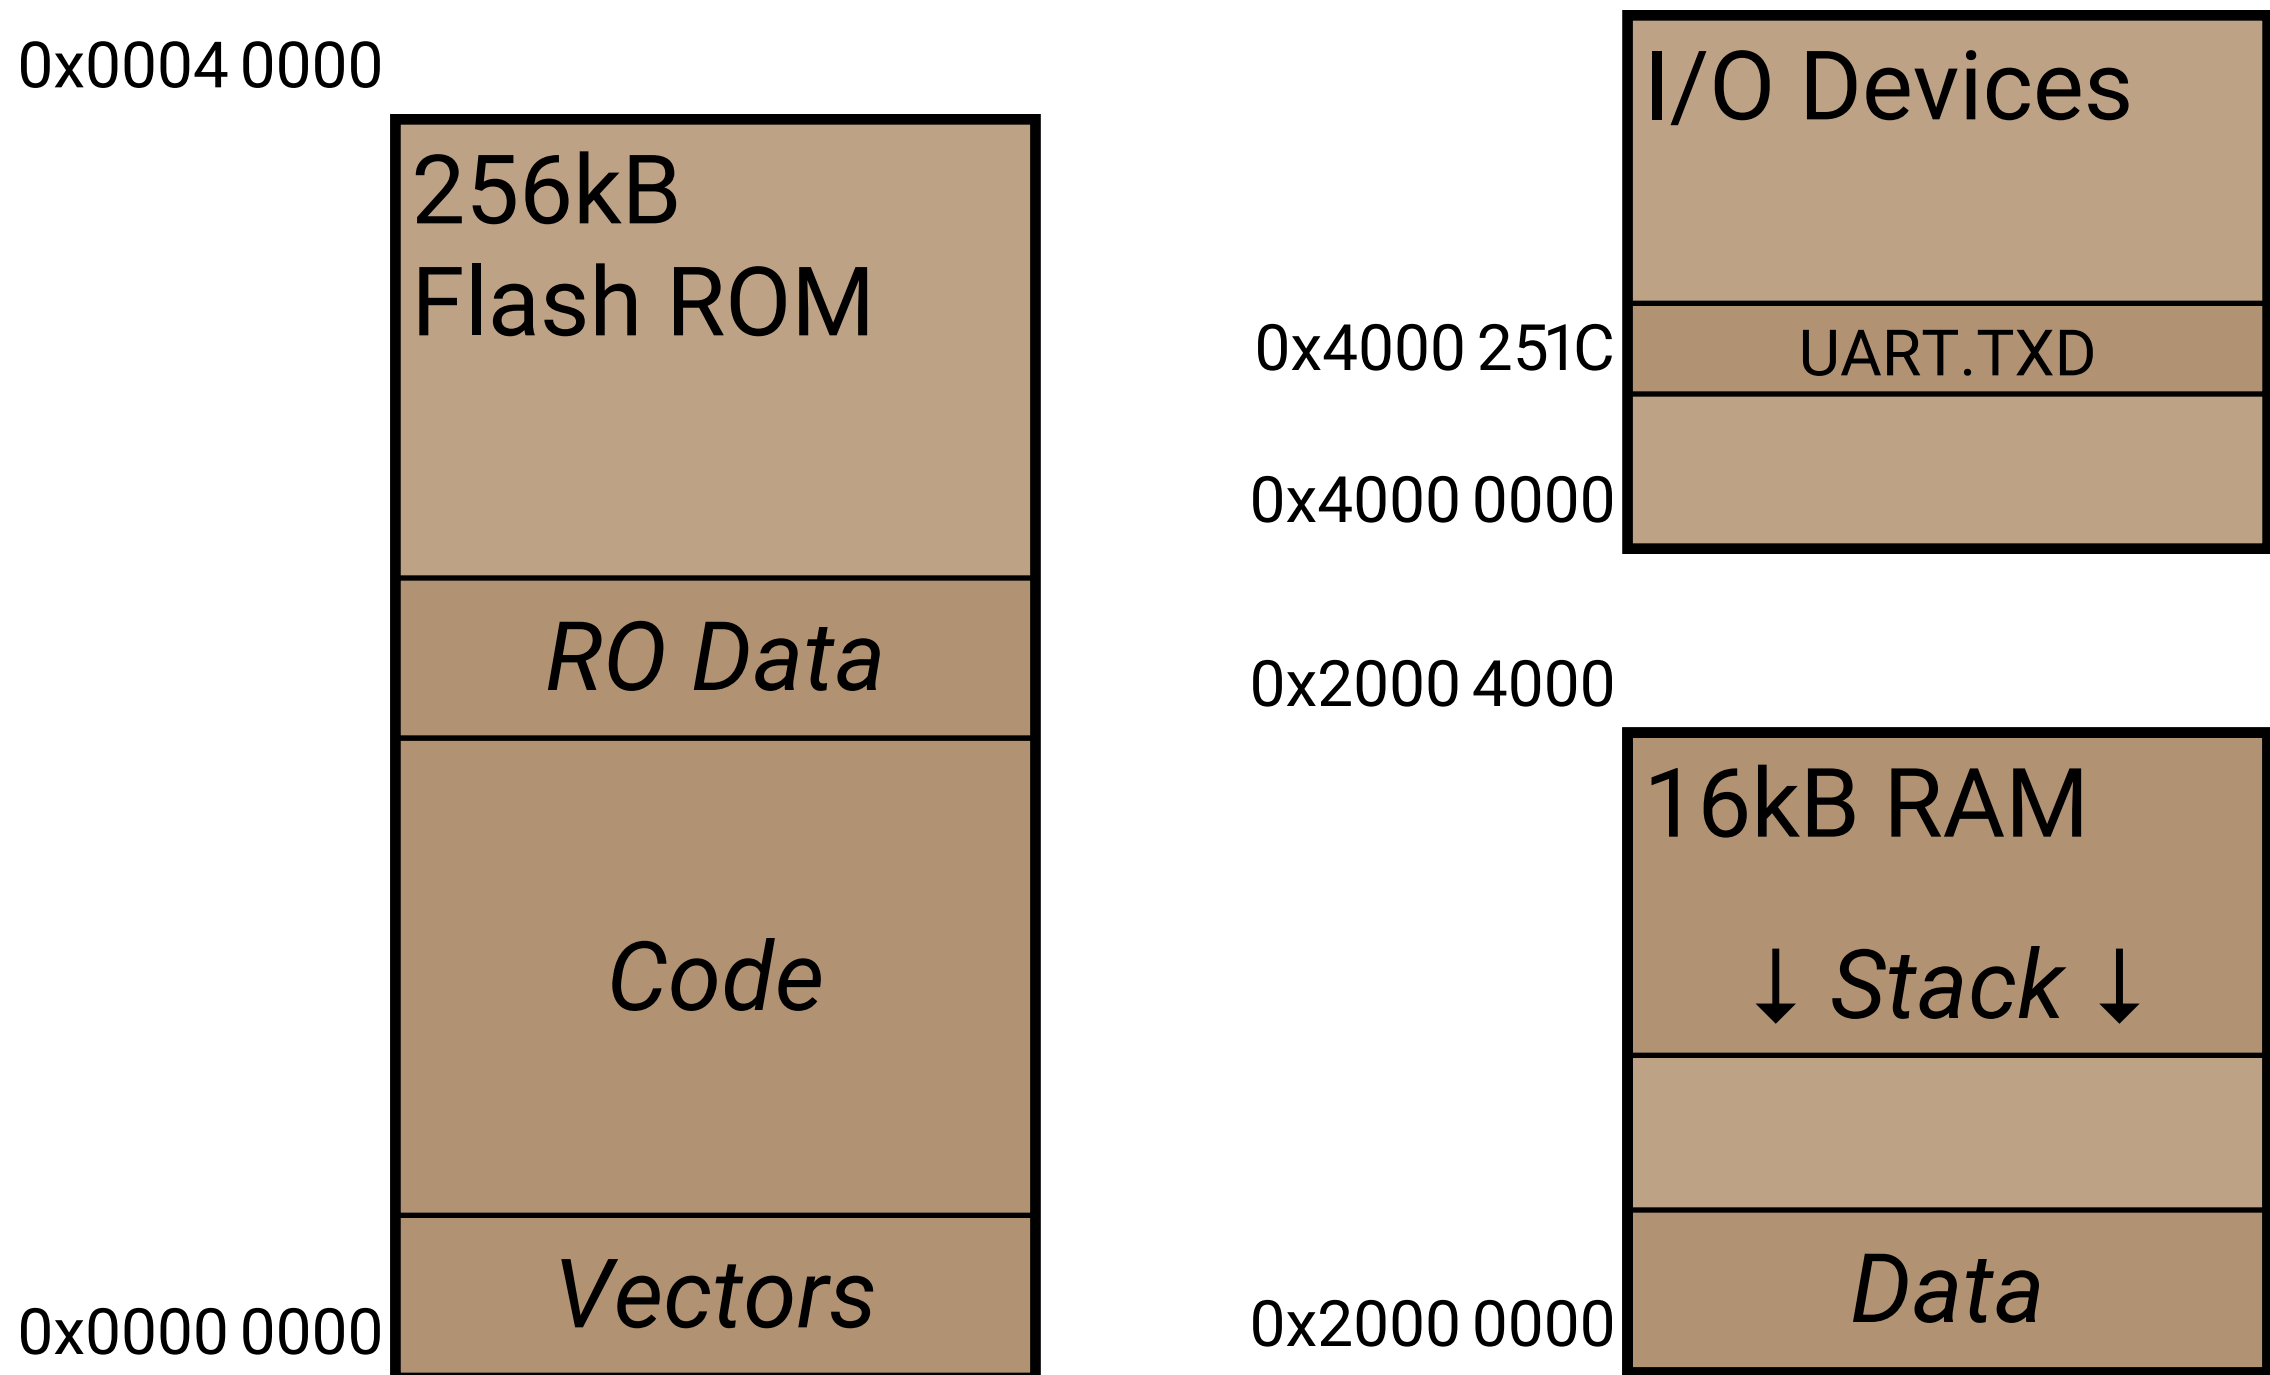 0x0004 0000
256kB
Flash ROM
RO Data
Code
Vectors
0x0000 0000
I/O Devices
0x4000 251C
UART.TXD
0x4000 0000
0x2000 4000
16kB RAM
↓ Stack ↓
Data
0x2000 0000